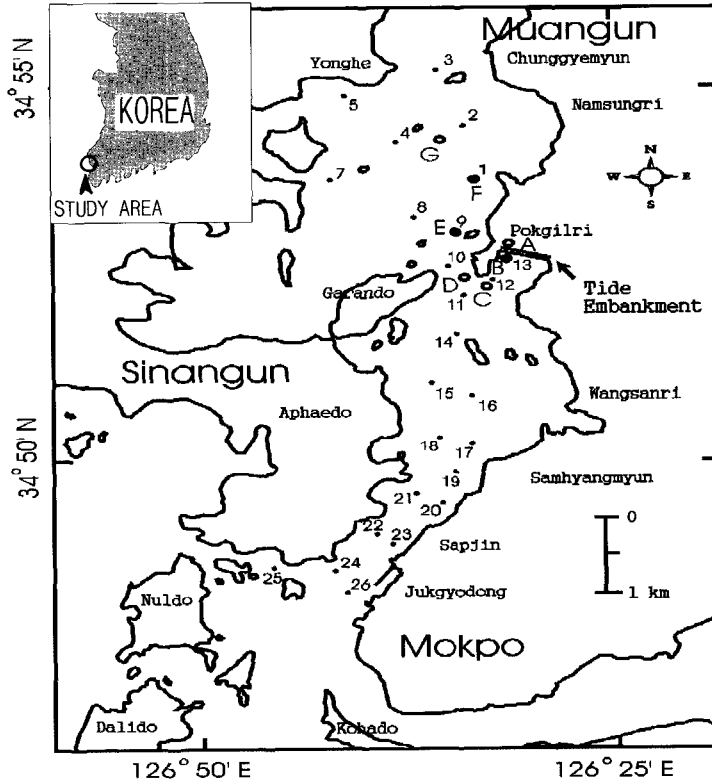 Muangun
Yonghe
3
Chunggyemyun
34° 55' N
KOREA
STUDY AREA
5
Namsungri
2
4
G
7
1
F
N
W E
S
8
9
E
Pokgilri
A
10
B
13
D
12
C
Garando
11
Tide
Embankment
14
Sinangun
15
16
Wangsanri
Aphaedo
34° 50' N
18
17
19
Samhyangmyun
21
20
22
23
Sapjin
0
24
25
26
Jukgyodong
1 km
Nuldo
Mokpo
Dalido
Kohado
126° 50' E
126° 25' E